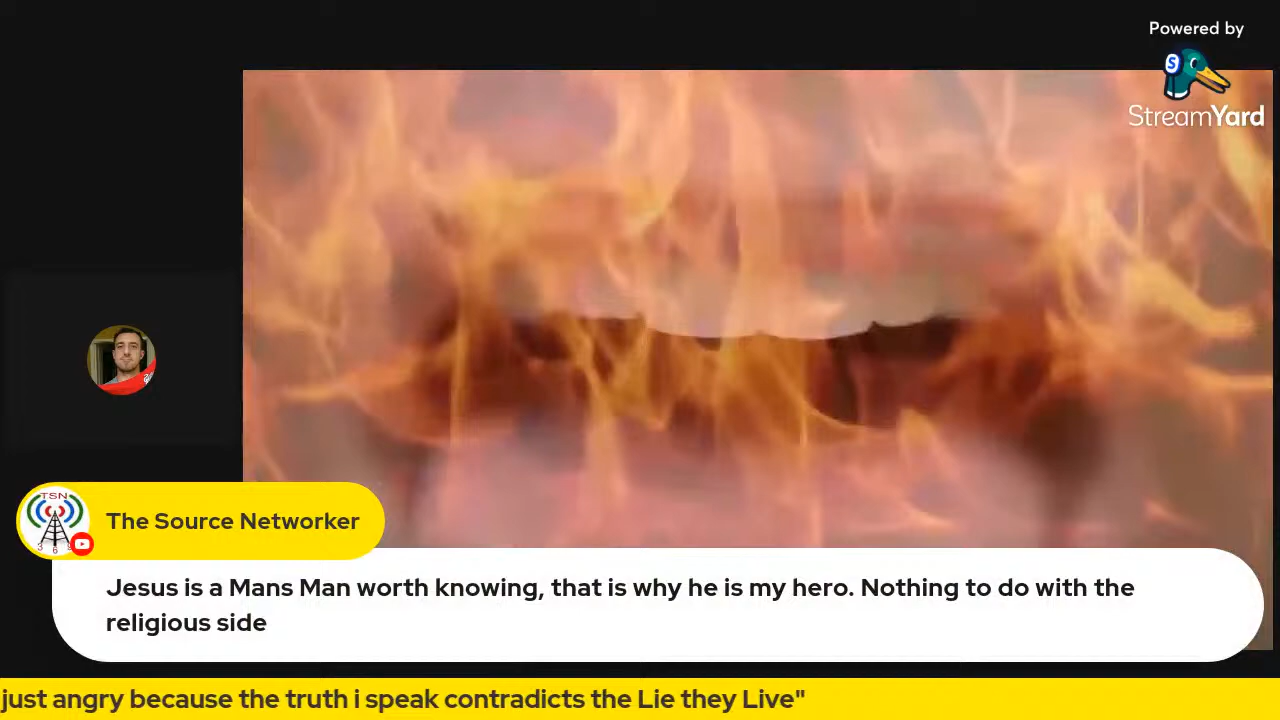 Powered by
StreamYard
TSN
The Source Networker
Jesus is a Mans Man worth knowing, that is why he is my hero. Nothing to do with the
religious side
just angry because the truth i speak contradicts the Lie they Live"